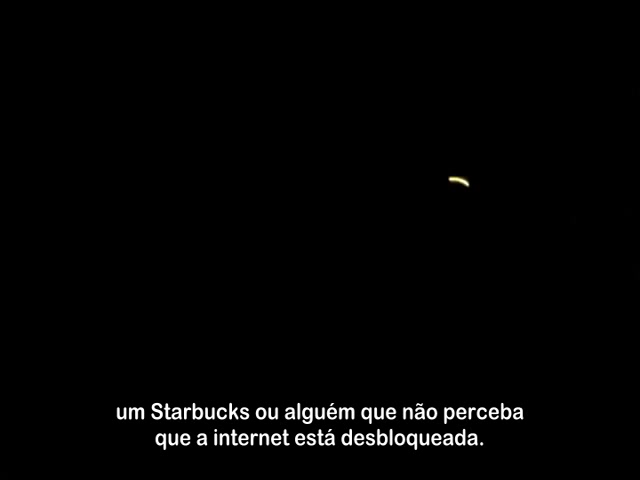 um Starbucks ou alguém que não perceba
que a internet está desbloqueada.